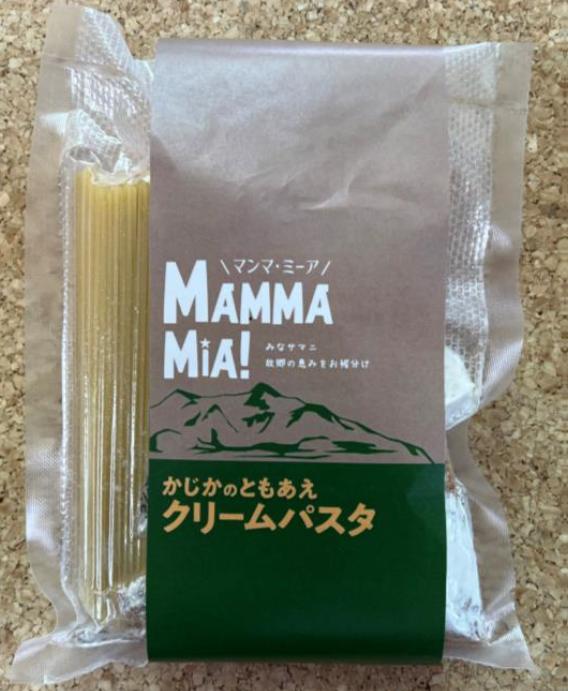 \マンマ・ミーア/
MAMMA
MiA!
みなサマニ
故郷の恵みをお裾分け
かじかのともあえ
クリームパスタ